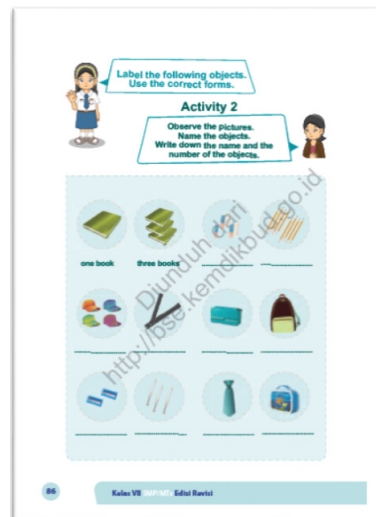 Label the following objects.
Use the correct forms.
Activity 2
Observe the pictures.
Name the objects.
Write down the name and the
number of the objects.
one book
three books
Diunduh dari
http://bse.kemdikbud.go.id
86
Kelas VII SMP/MTs Edisi Revisi